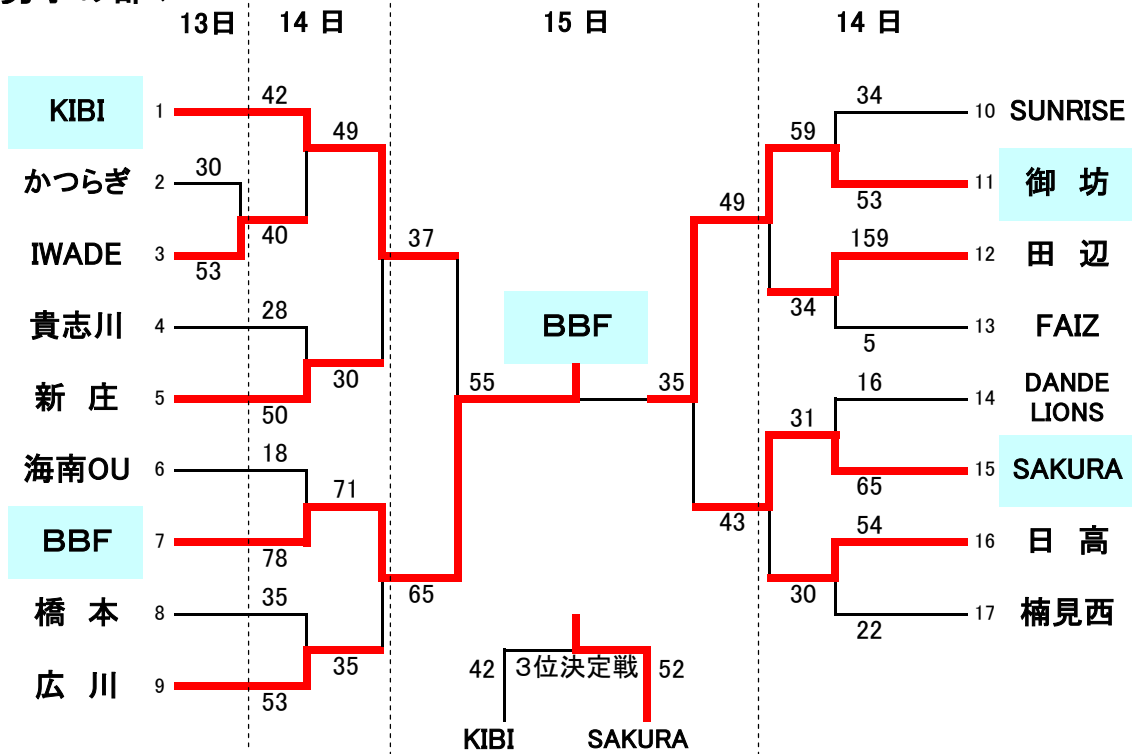 13日 14 日 15 日 14 日
KIBI 1 42
49
かつらぎ 2 30
40
IWADE 3 53
37
貴志川 4 28
30
新 庄 5 50
海南OU 6 18
71
BBF 7 78
65
橋 本 8 35
35
広 川 9 53
55
BBF
35
34 10 SUNRISE
59
53 11 御 坊
49
159 12 田 辺
34
5 13 FAIZ
16 14 DANDE
LIONS
31
65 15 SAKURA
43
54 16 日 高
30
22 17 楠見西
42 3位決定戦 52
KIBI SAKURA